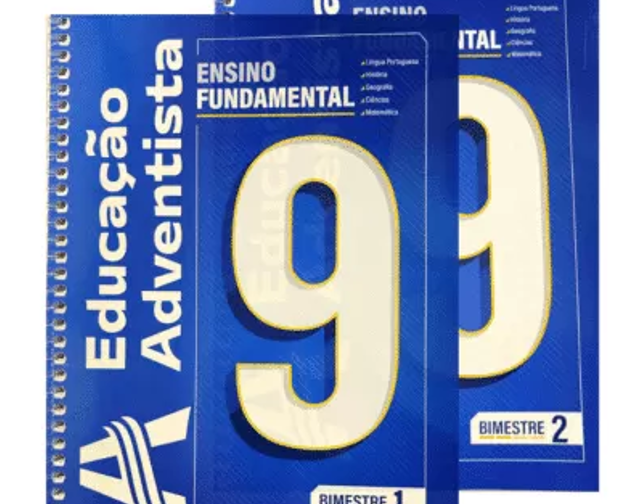 Educação
Adventista
ENSINO
FUNDAMENTAL
Língua Portuguesa
História
Geografia
Ciências
Matemática
9
BIMESTRE 1
ENSINO
NTAL
Língua Portuguesa
História
Geografia
Ciências
Matemática
9
BIMESTRE 2